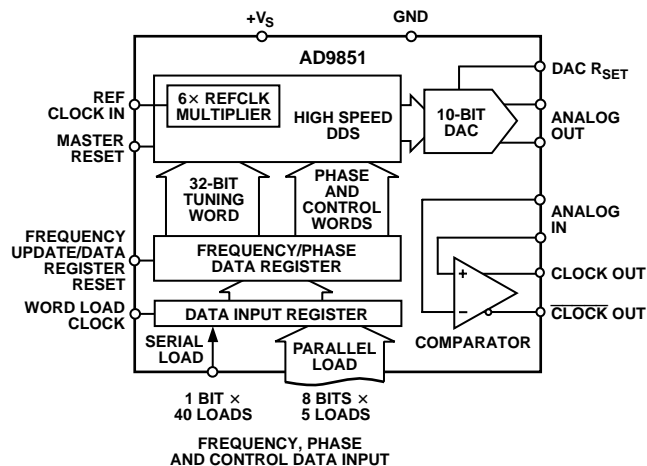 +VS
GND
AD9851
REF
CLOCK IN
6× REFCLK
MULTIPLIER
HIGH SPEED
DDS
10-BIT
DAC
DAC RSET
ANALOG
OUT
MASTER
RESET
32-BIT
TUNING
WORD
PHASE
AND
CONTROL
WORDS
ANALOG
IN
FREQUENCY
UPDATE/DATA
REGISTER
RESET
FREQUENCY/PHASE
DATA REGISTER
+
−
CLOCK OUT
CLOCK OUT
COMPARATOR
WORD LOAD
CLOCK
DATA INPUT REGISTER
SERIAL
LOAD
PARALLEL
LOAD
1 BIT ×
40 LOADS
8 BITS ×
5 LOADS
FREQUENCY, PHASE
AND CONTROL DATA INPUT